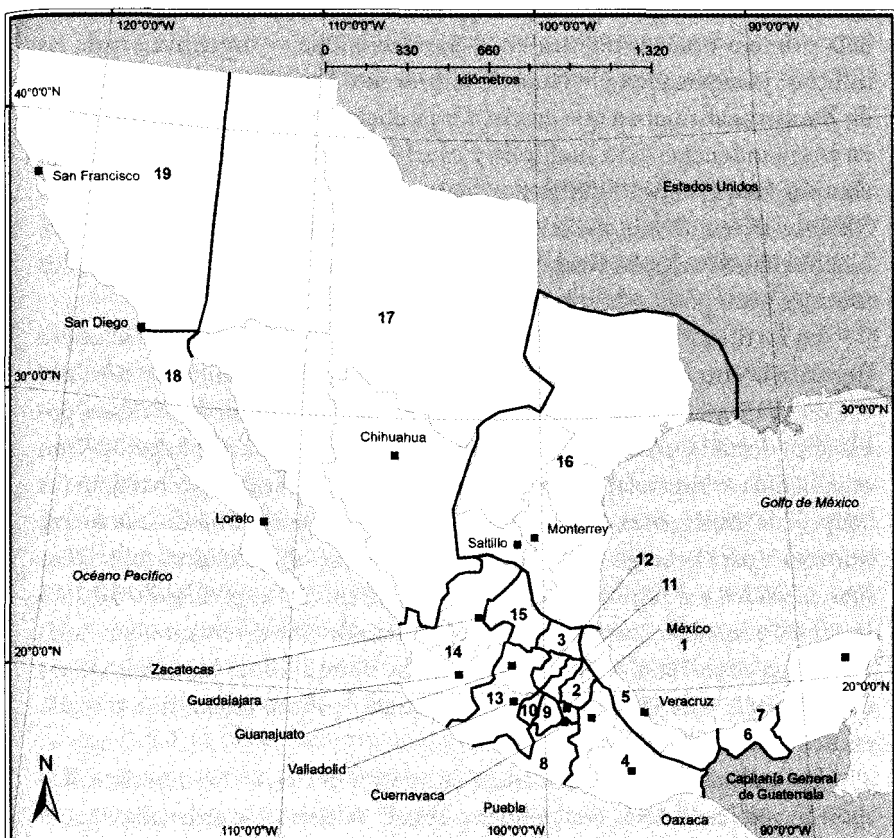 120°0'0"W 110°0'0"W 100°0'0"W 90°0'0"W
0 330 660 1.320
kilómetros
40°0'0"N
San Francisco
19
Estados Unidos
17
San Diego
18
30°0'0"N
30°0'0"N
Chihuahua
16
Loreto
Golfo de México
Saltillo
Monterrey
Océano Pacífico
12
11
15
3
México
1
14
20°0'0"N
Zacatecas
20°0'0"N
2
5
Veracruz
Guadalajara
13
10
9
7
6
Guanajuato
8
4
Valladolid
Capitanía General
de Guatemala
Cuernavaca
N
Puebla
Oaxaca
110°0'0"W 100°0'0"W 90°0'0"W